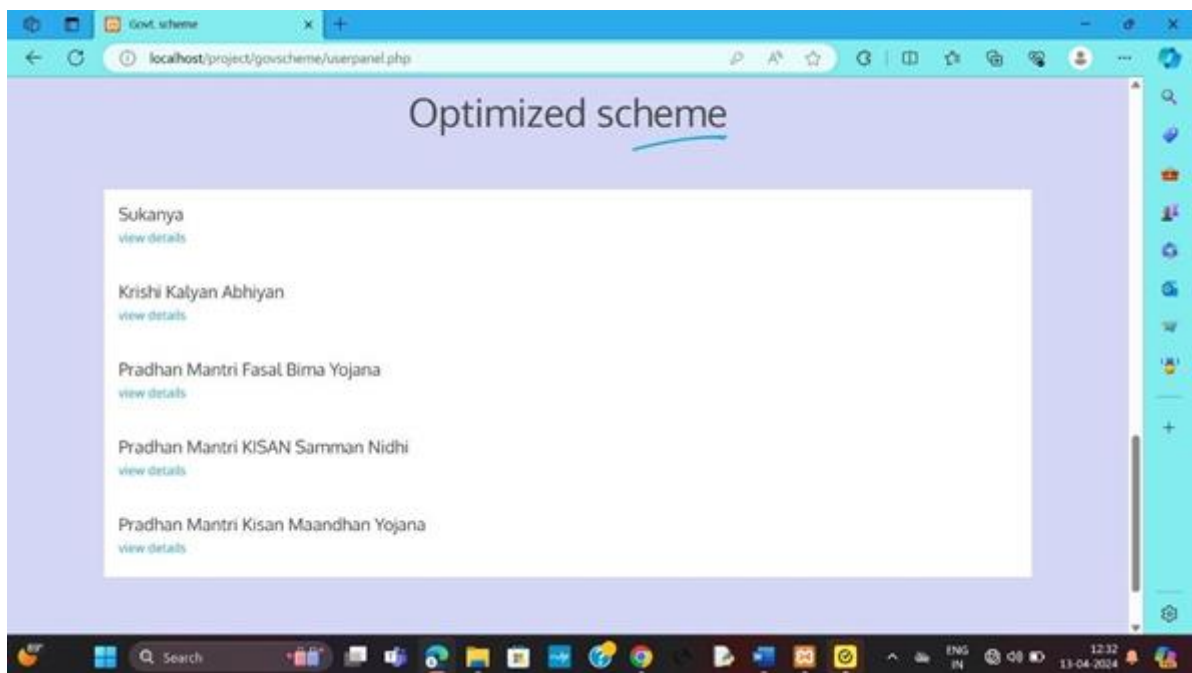 Govt. scheme
localhost/project/govscheme/userpanel.php
Optimized scheme
Sukanya
view details
Krishi Kalyan Abhiyan
view details
Pradhan Mantri Fasal Bima Yojana
view details
Pradhan Mantri KISAN Samman Nidhi
view details
Pradhan Mantri Kisan Maandhan Yojana
view details
Search
ENG
IN
12:32
13-04-2024